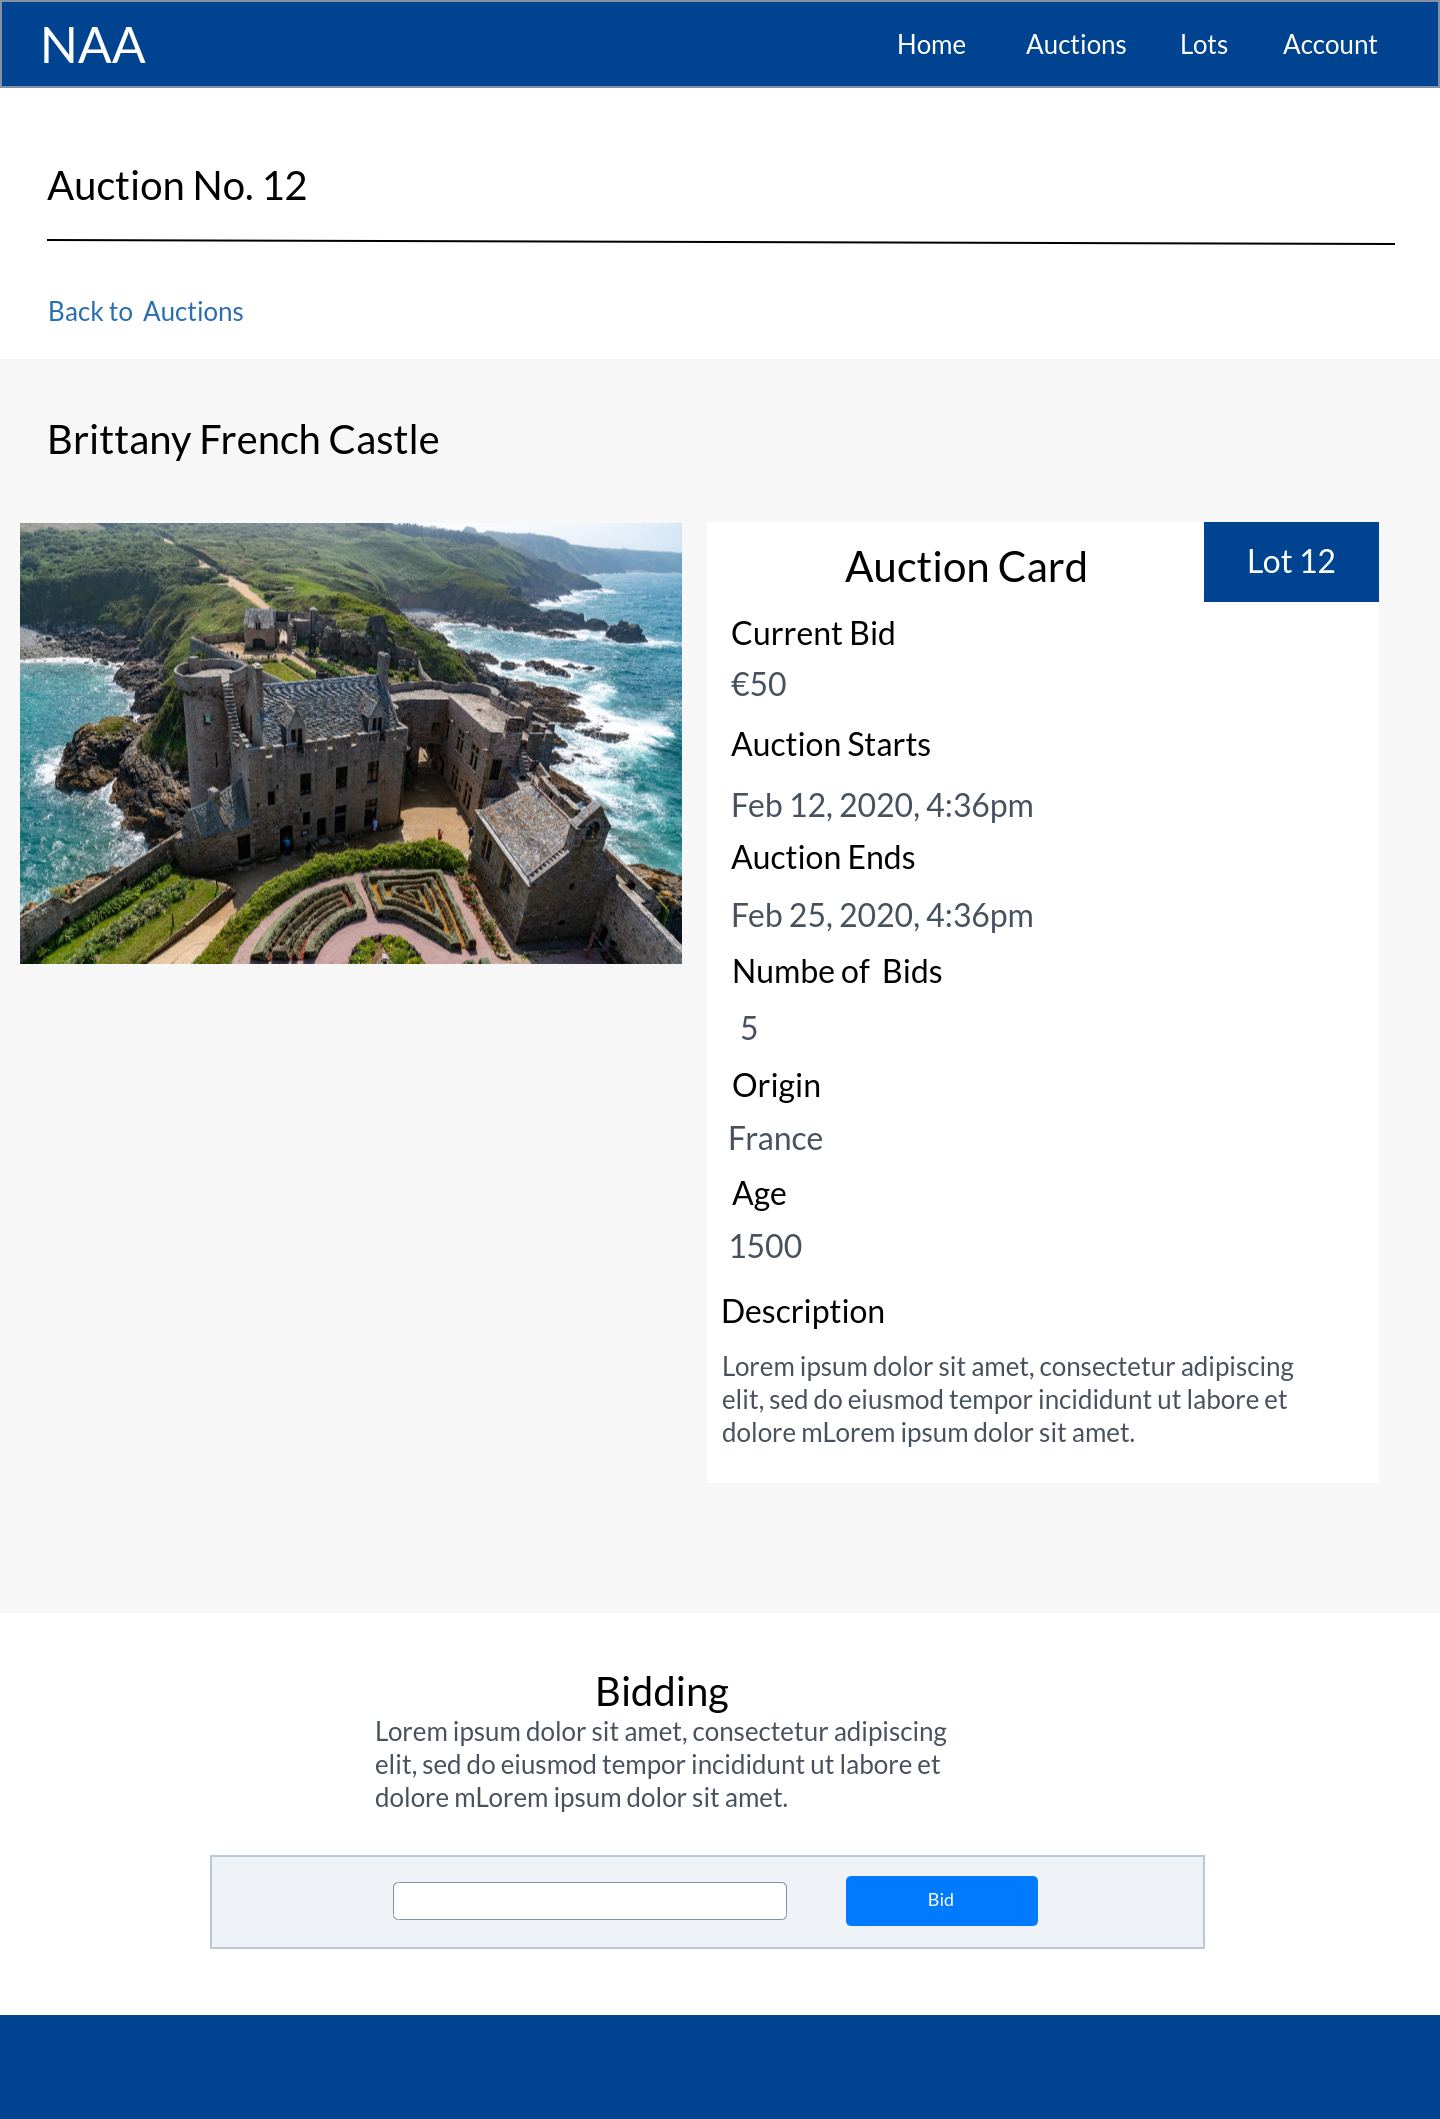 NAA
Home
Auctions
Lots
Account
Auction No. 12
Back to  Auctions
Brittany French Castle
Auction Card
Lot 12
Current Bid
€50
Auction Starts
Feb 12, 2020, 4:36pm
Auction Ends
Feb 25, 2020, 4:36pm
Numbe of  Bids
5
Origin
France
Age
1500
Description
Lorem ipsum dolor sit amet, consectetur adipiscing
elit, sed do eiusmod tempor incididunt ut labore et
dolore mLorem ipsum dolor sit amet.
Bidding
Lorem ipsum dolor sit amet, consectetur adipiscing
elit, sed do eiusmod tempor incididunt ut labore et
dolore mLorem ipsum dolor sit amet.
Bid